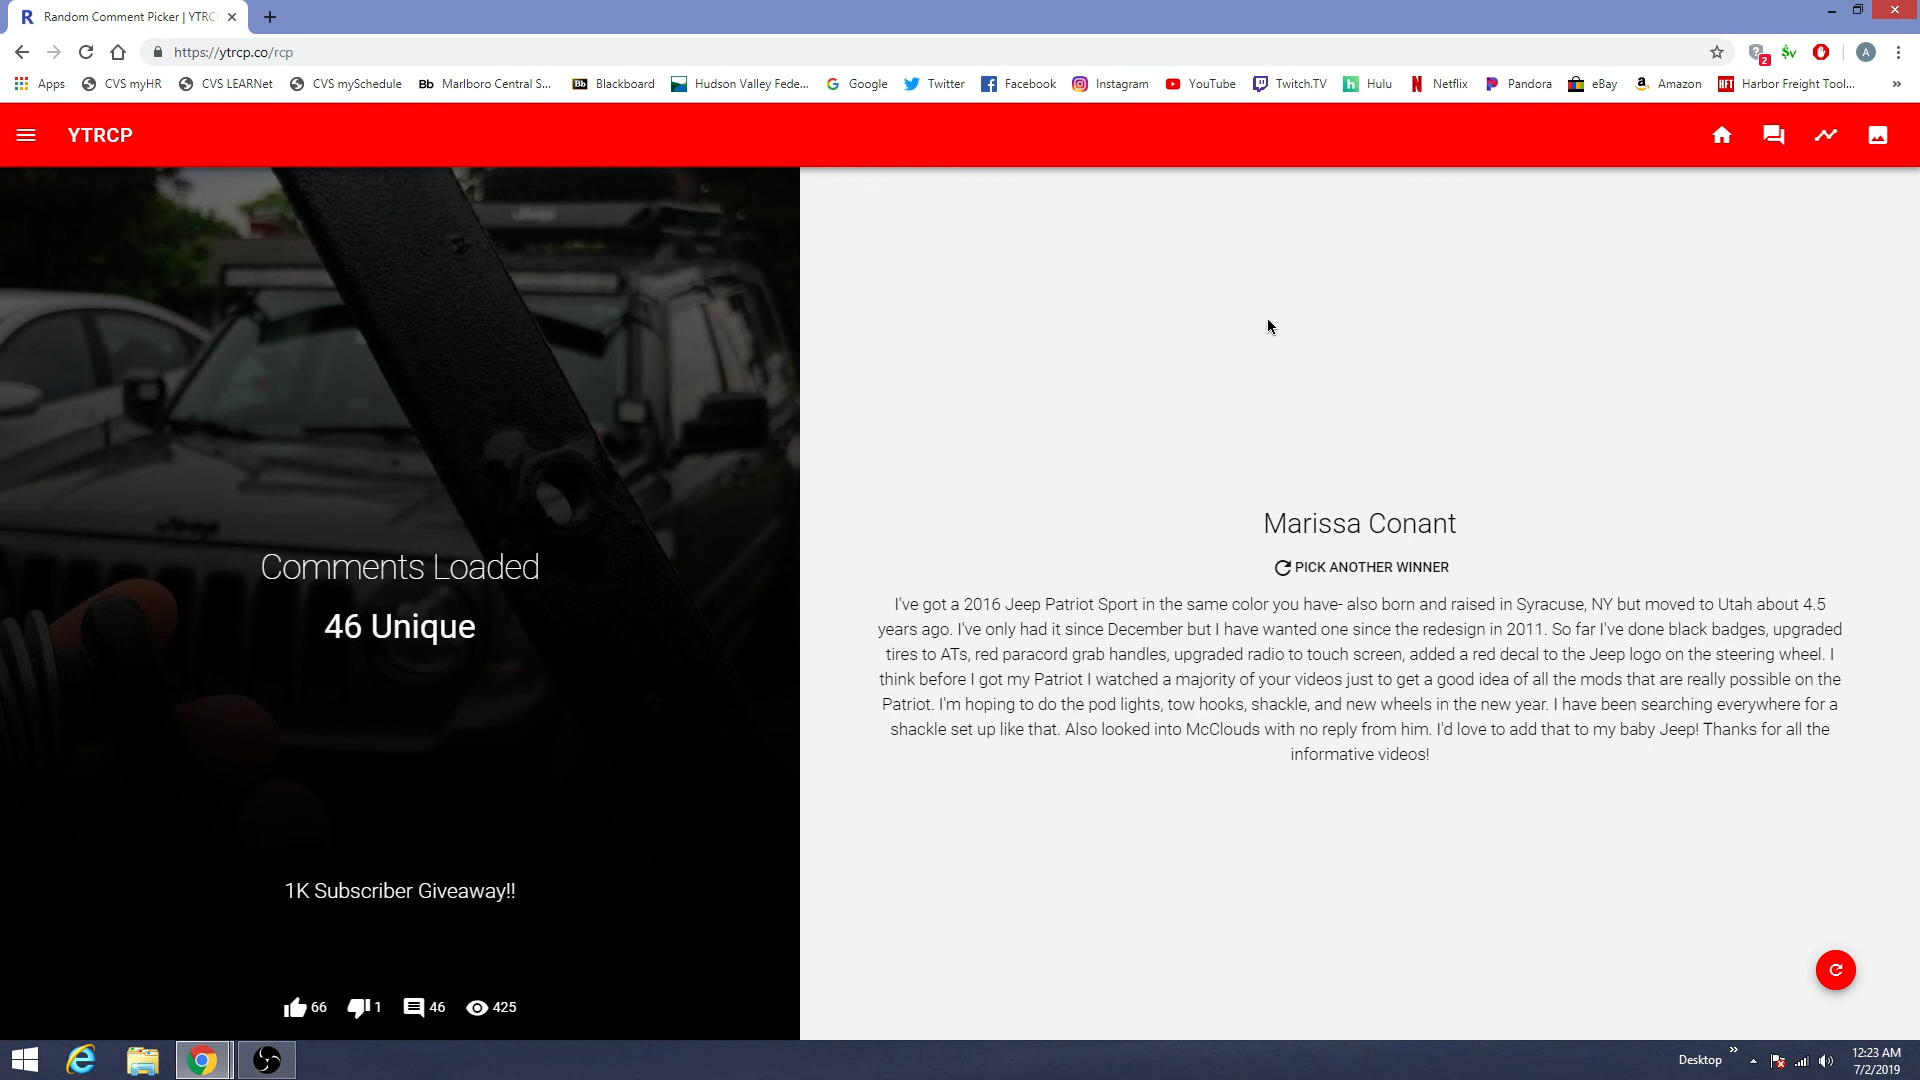 Random Comment Picker | YTRC
https://ytrcp.co/rcp
2
A
Apps
CVS myHR
CVS LEARNet
CVS mySchedule
Bb Marlboro Central S...
Bb Blackboard
Hudson Valley Fede...
Google
Twitter
Facebook
Instagram
YouTube
Twitch.TV
Hulu
Netflix
Pandora
eBay
Amazon
HFT Harbor Freight Tool...
YTRCP
Comments Loaded
46 Unique
1K Subscriber Giveaway!!
66
1
46
425
Marissa Conant
PICK ANOTHER WINNER
I've got a 2016 Jeep Patriot Sport in the same color you have- also born and raised in Syracuse, NY but moved to Utah about 4.5
years ago. I've only had it since December but I have wanted one since the redesign in 2011. So far I've done black badges, upgraded
tires to ATs, red paracord grab handles, upgraded radio to touch screen, added a red decal to the Jeep logo on the steering wheel. I
think before I got my Patriot I watched a majority of your videos just to get a good idea of all the mods that are really possible on the
Patriot. I'm hoping to do the pod lights, tow hooks, shackle, and new wheels in the new year. I have been searching everywhere for a
shackle set up like that. Also looked into McClouds with no reply from him. I'd love to add that to my baby Jeep! Thanks for all the
informative videos!
Desktop
12:23 AM
7/2/2019